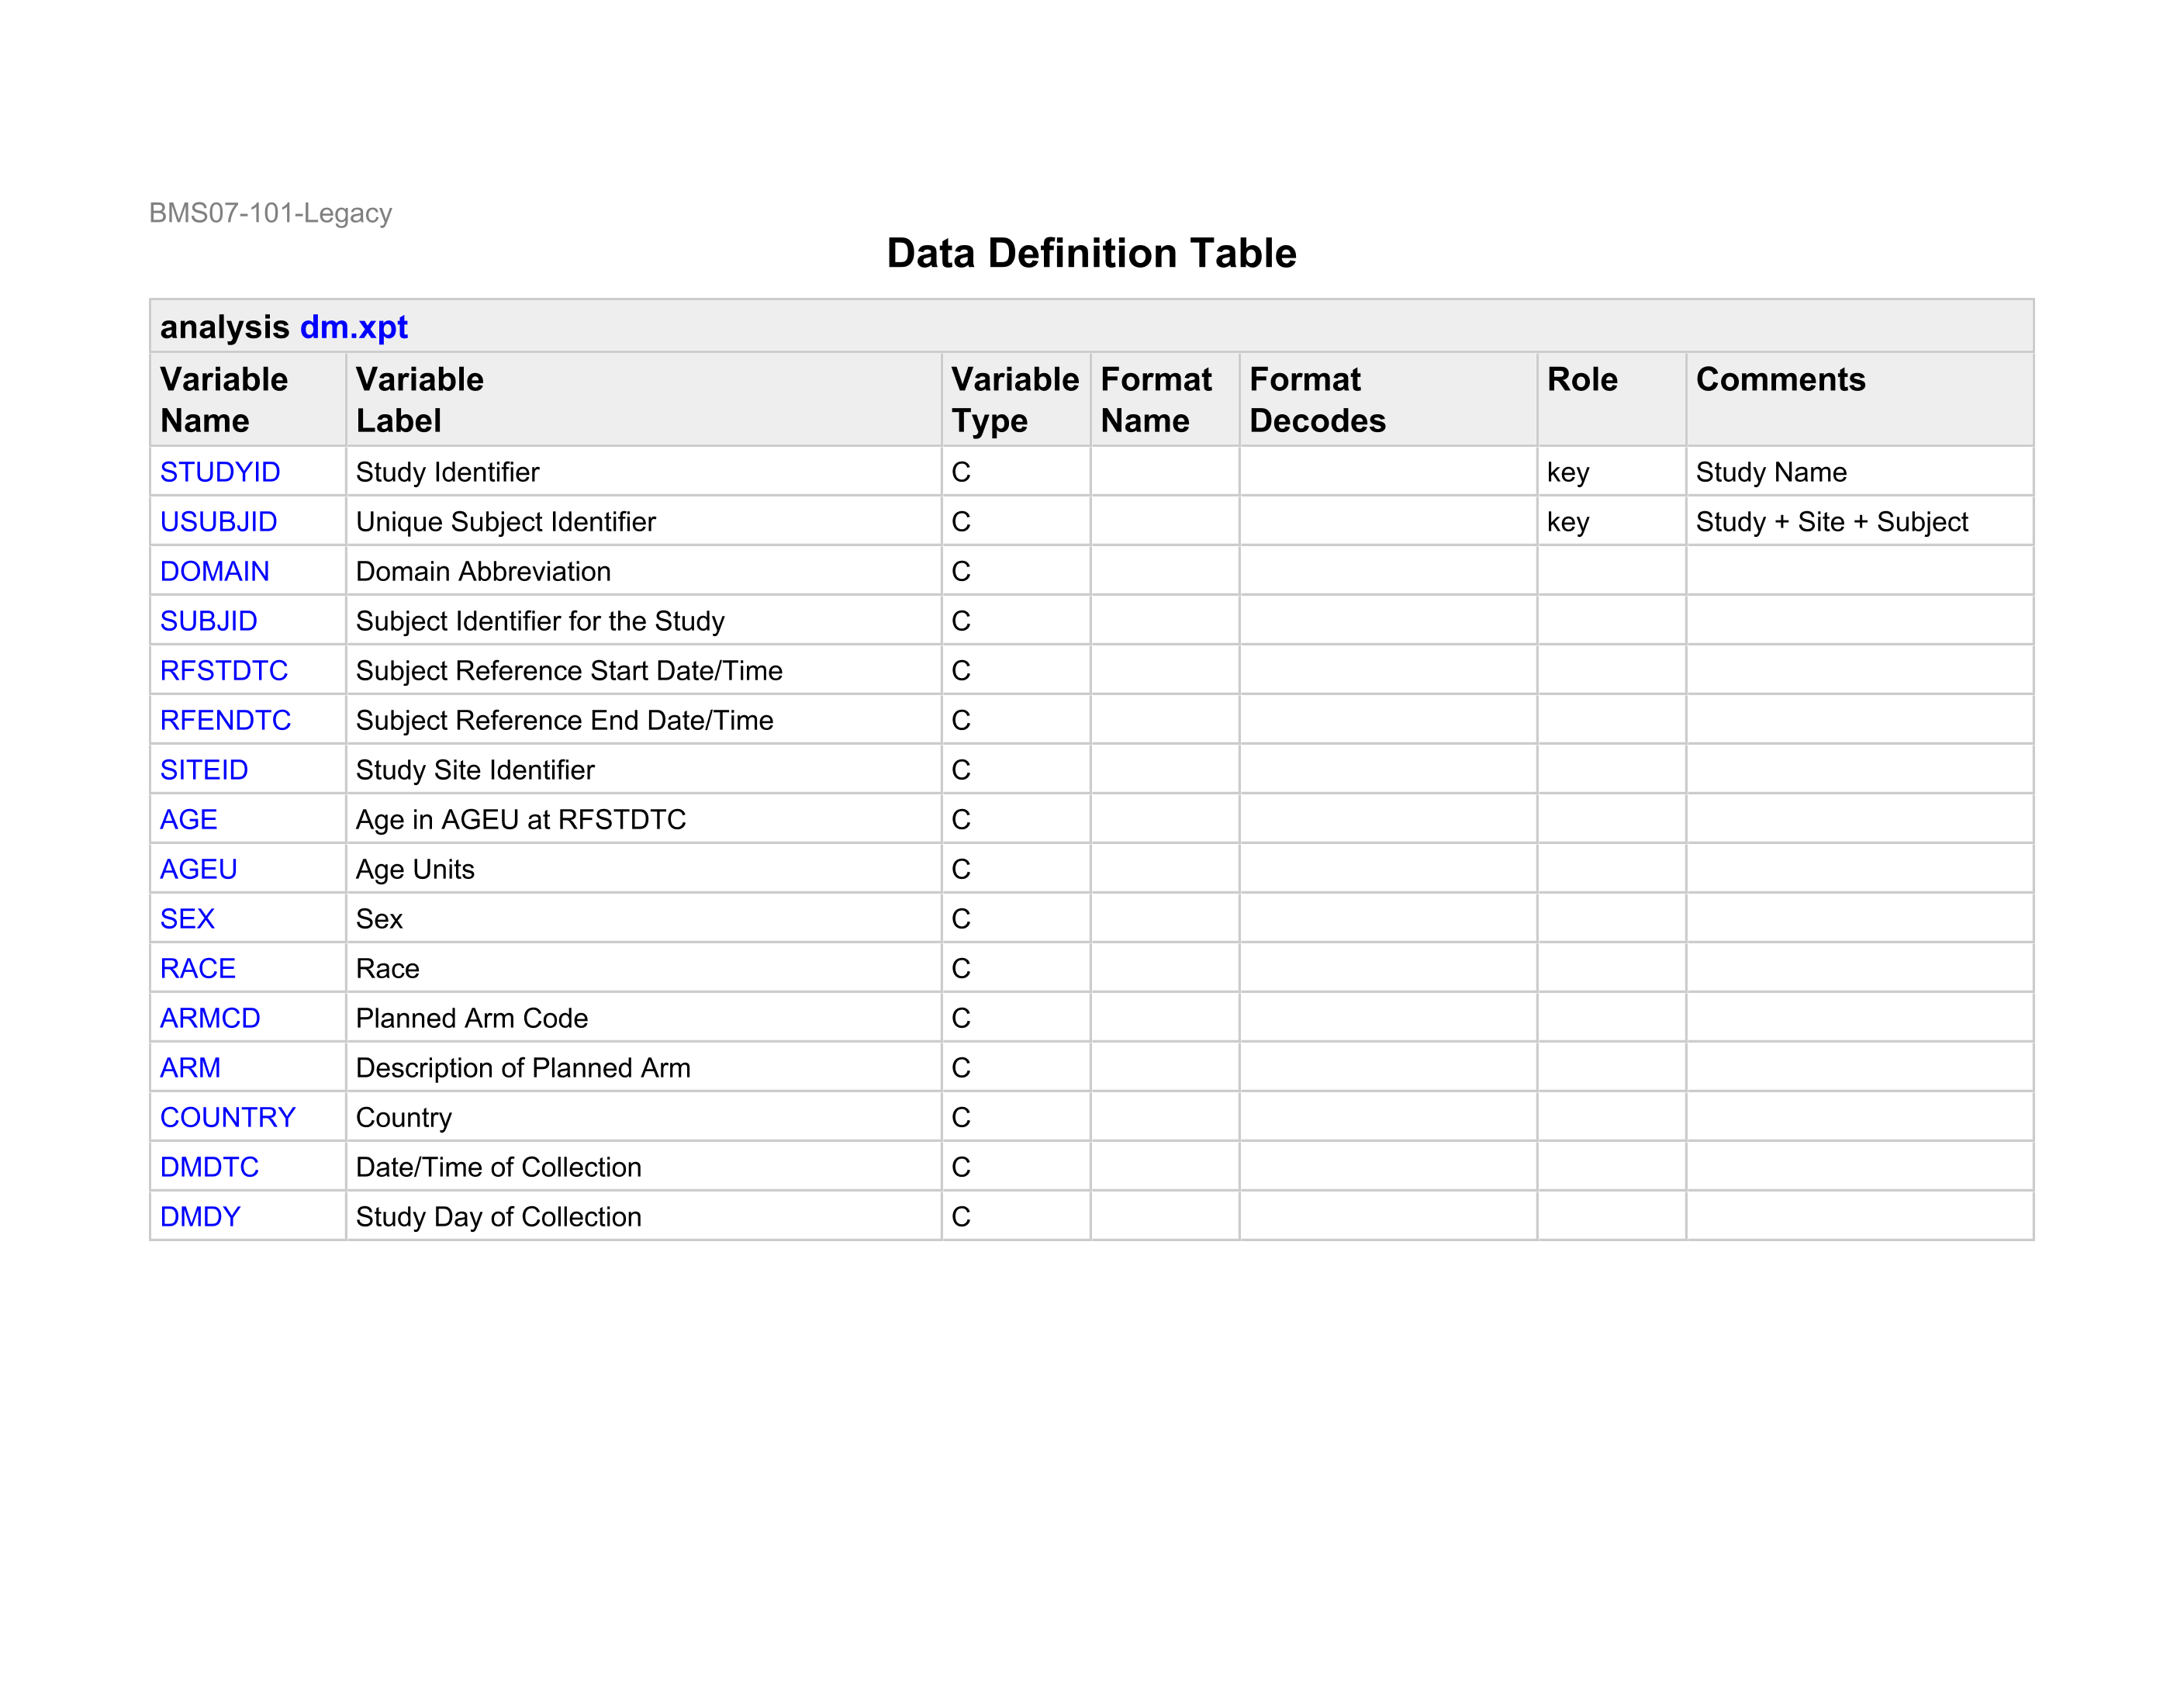 BMS07-101-Legacy
Data Definition Table
analysis dm.xpt
Variable Name Variable Label Variable Type Format Name Format Decodes Role Comments
STUDYID Study Identifier C key Study Name
USUBJID Unique Subject Identifier C key Study + Site + Subject
DOMAIN Domain Abbreviation C
SUBJID Subject Identifier for the Study C
RFSTDTC Subject Reference Start Date/Time C
RFENDTC Subject Reference End Date/Time C
SITEID Study Site Identifier C
AGE Age in AGEU at RFSTDTC C
AGEU Age Units C
SEX Sex C
RACE Race C
ARMCD Planned Arm Code C
ARM Description of Planned Arm C
COUNTRY Country C
DMDTC Date/Time of Collection C
DMDY Study Day of Collection C